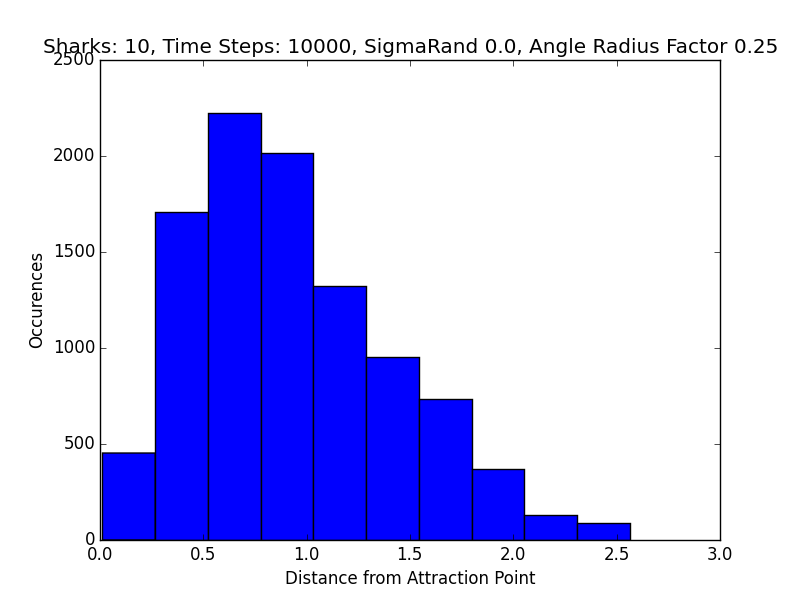 Sharks: 10, Time Steps: 10000, SigmaRand 0.0, Angle Radius Factor 0.25
2500
2000
1500
1000
500
0
Occurences
0.0 0.5 1.0 1.5 2.0 2.5 3.0
Distance from Attraction Point